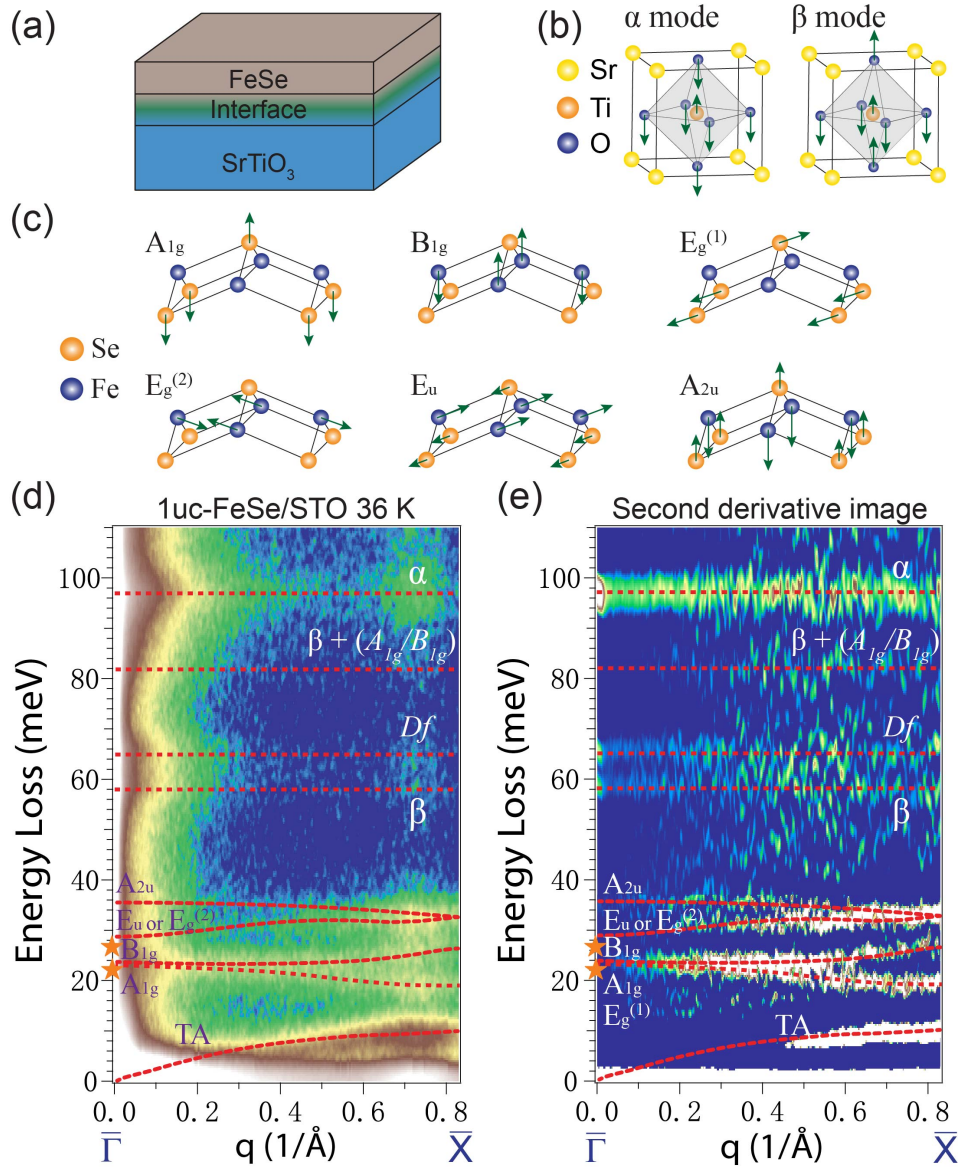 (a)
FeSe
Interface
SrTiO3
(b)
α mode
β mode
Sr
Ti
O
(c)
A1g
B1g
Eg(1)
Se
Fe
Eg(2)
Eu
A2u
(d)
1uc-FeSe/STO 36 K
Energy Loss (meV)
100
80
60
40
20
0
α
β + (A1g/B1g)
Df
β
A2u
Eu or Eg(2)
B1g
A1g
TA
0.0
0.2
0.4
0.6
0.8
Γ̅
q (1/Å)
X̅
(e)
Second derivative image
Energy Loss (meV)
100
80
60
40
20
0
α
β + (A1g/B1g)
Df
β
A2u
Eu or Eg(2)
B1g
A1g
Eg(1)
TA
0.0
0.2
0.4
0.6
0.8
Γ̅
q (1/Å)
X̅